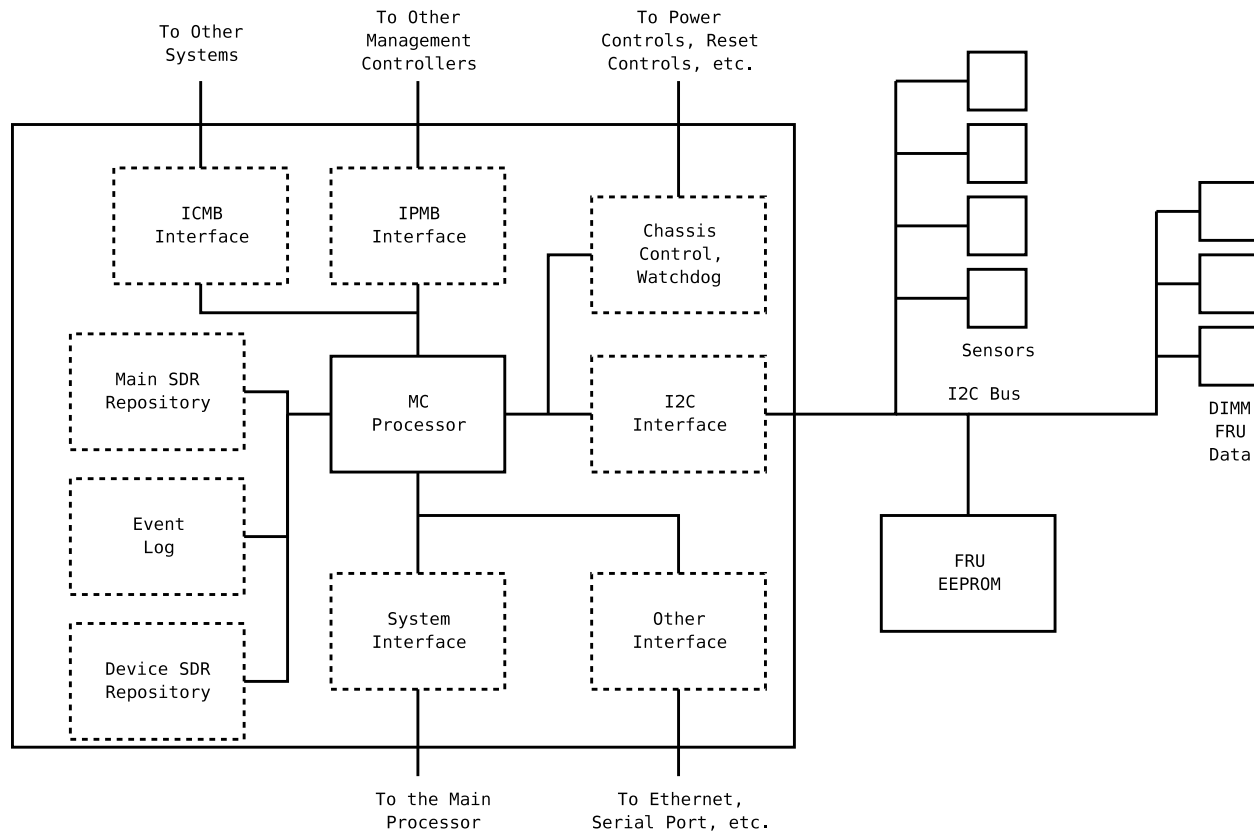 To Other
Systems
To Other
Management
Controllers
To Power
Controls, Reset
Controls, etc.
ICMB
Interface
IPMB
Interface
Chassis
Control,
Watchdog
Sensors
Main SDR
Repository
MC
Processor
I2C
Interface
I2C Bus
DIMM
FRU
Data
Event
Log
FRU
EEPROM
System
Interface
Other
Interface
Device SDR
Repository
To the Main
Processor
To Ethernet,
Serial Port, etc.